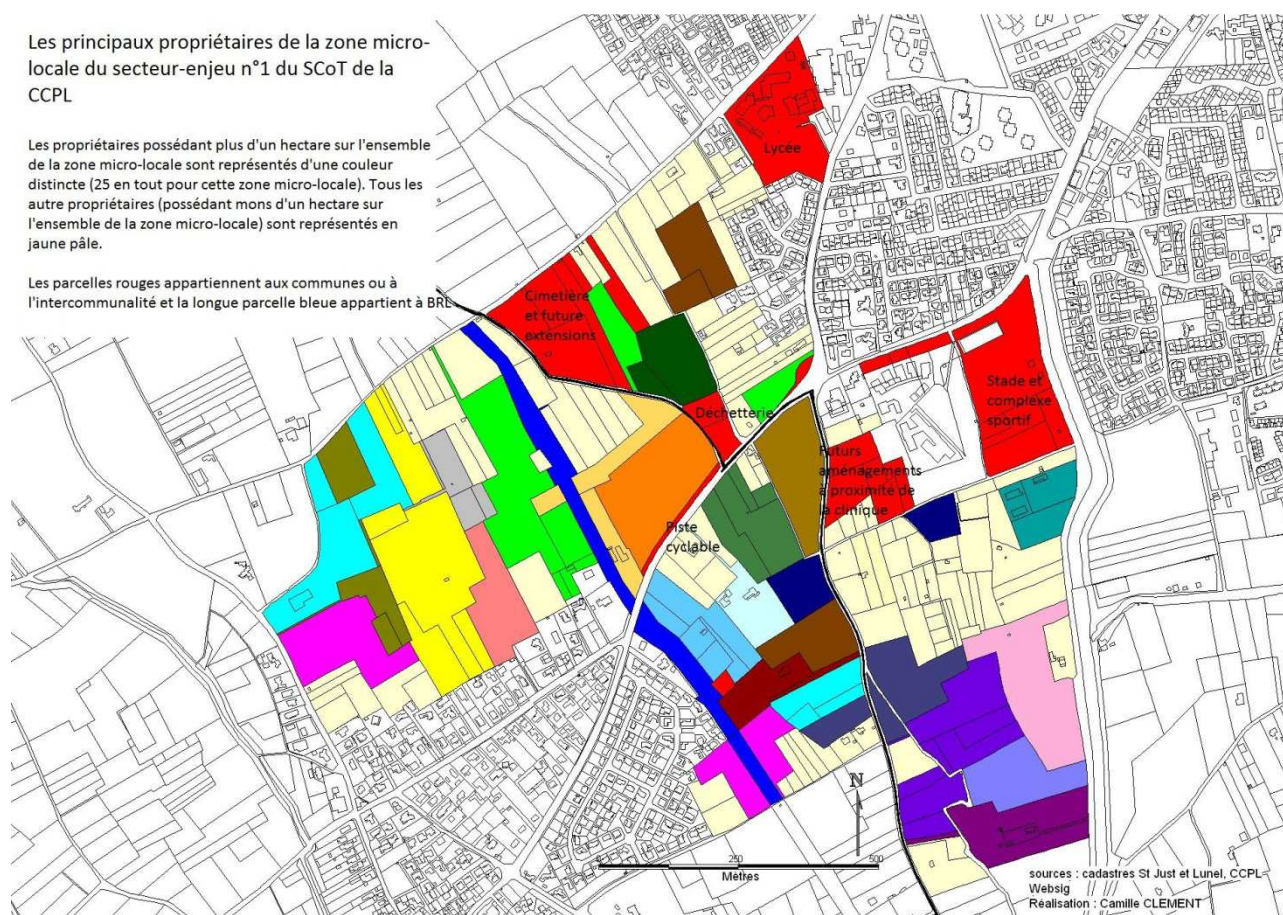 Les principaux propriétaires de la zone micro-
locale du secteur-enjeu n°1 du SCoT de la
CCPL
Les propriétaires possédant plus d'un hectare sur l'ensemble
de la zone micro-locale sont représentés d'une couleur
distincte (25 en tout pour cette zone micro-locale). Tous les
autre propriétaires (possédant mons d'un hectare sur
l'ensemble de la zone micro-locale) sont représentés en
jaune pâle.
Les parcelles rouges appartiennent aux communes ou à
l'intercommunalité et la longue parcelle bleue appartient à BRL
Lycée
Cimetière
et future
extensions
Déchetterie
Stade et
complexe
sportif
Futurs
aménagements
à proximité de
la clinique
Piste
cyclable
N
0 250 500
Mètres
sources : cadastres St Just et Lunel, CCPL-
Websig
Réalisation : Camille CLEMENT